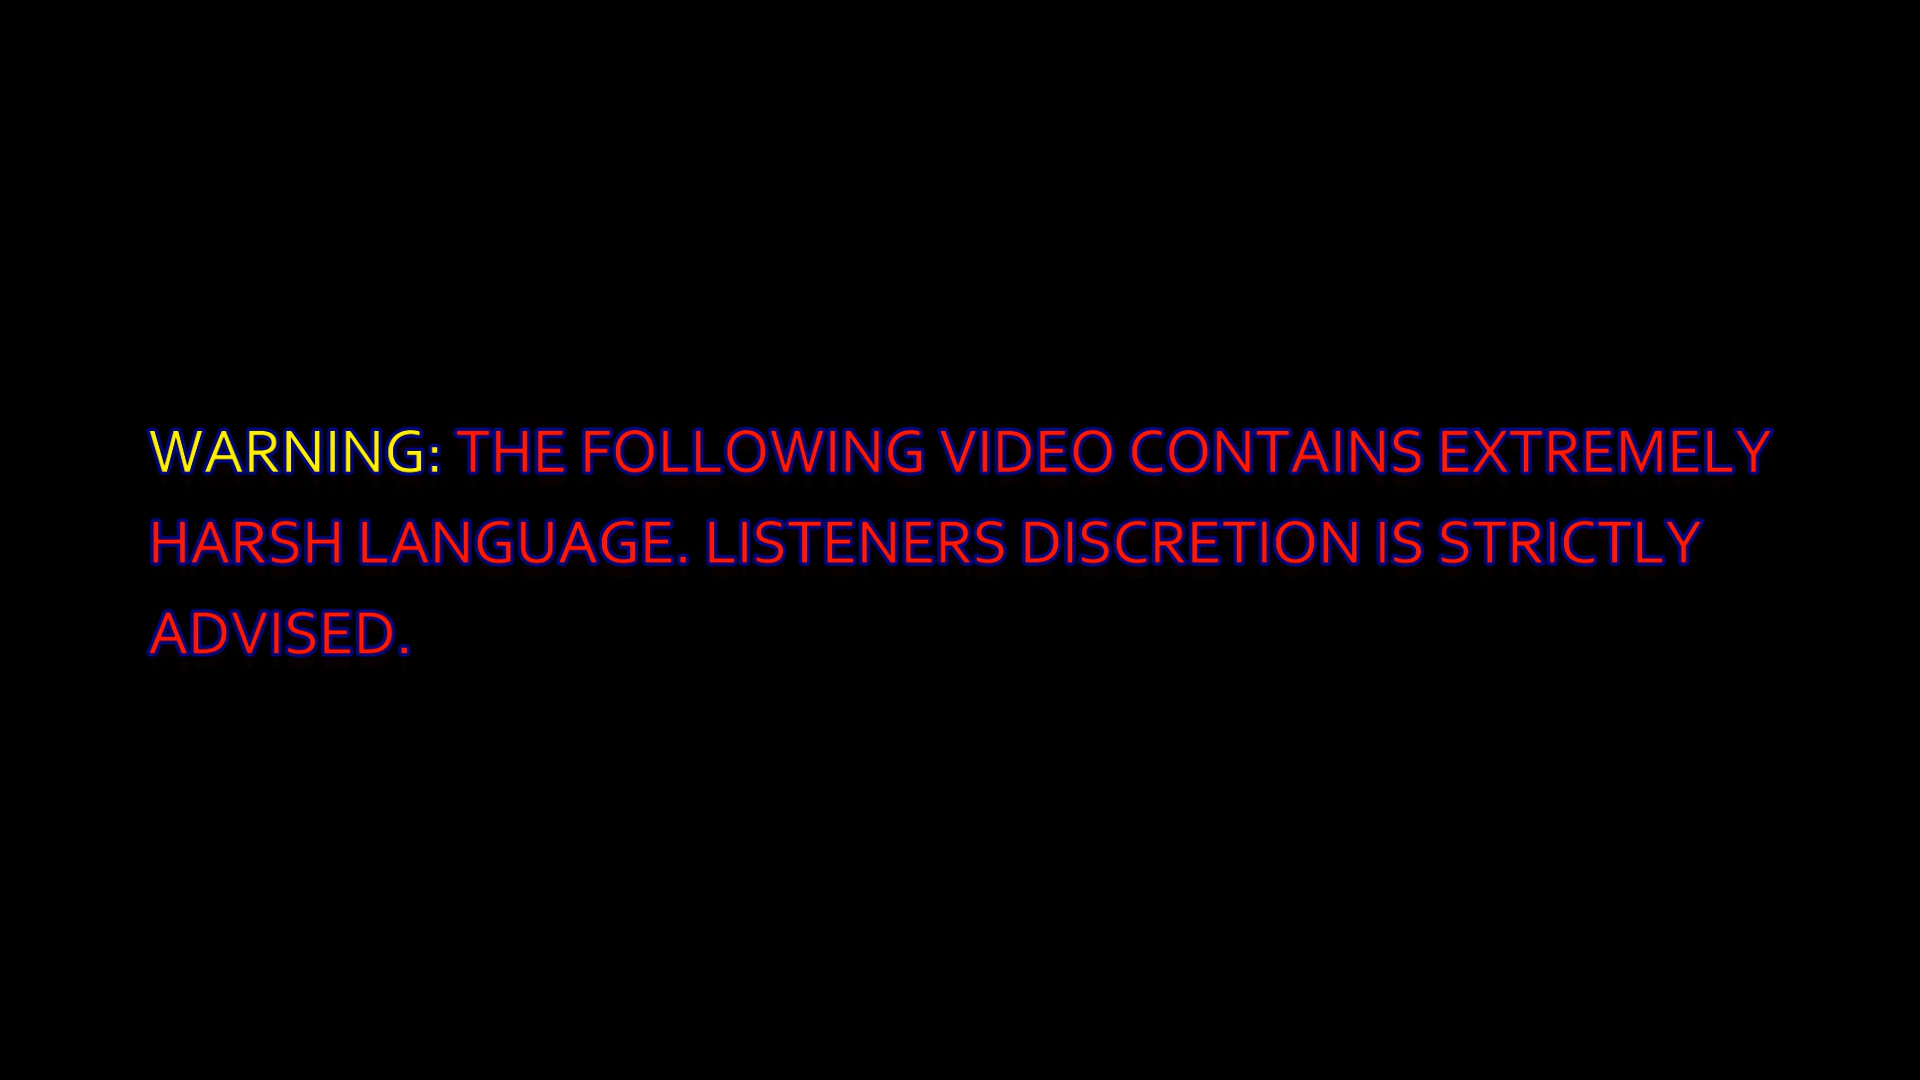 WARNING: THE FOLLOWING VIDEO CONTAINS EXTREMELY
HARSH LANGUAGE. LISTENERS DISCRETION IS STRICTLY
ADVISED.